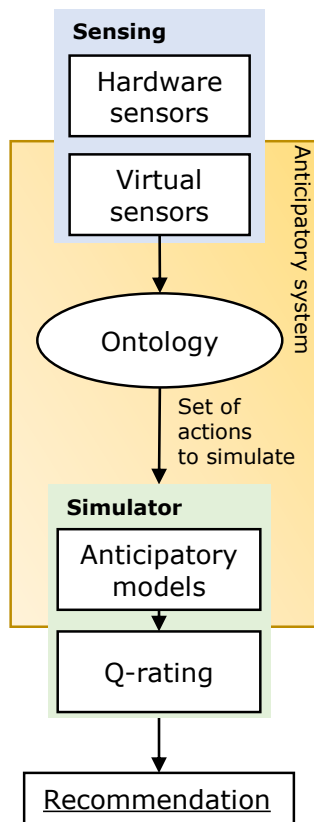 Sensing
Hardware
sensors
Virtual
sensors
Anticipatory system
Ontology
Set of
actions
to simulate
Simulator
Anticipatory
models
Q-rating
Recommendation